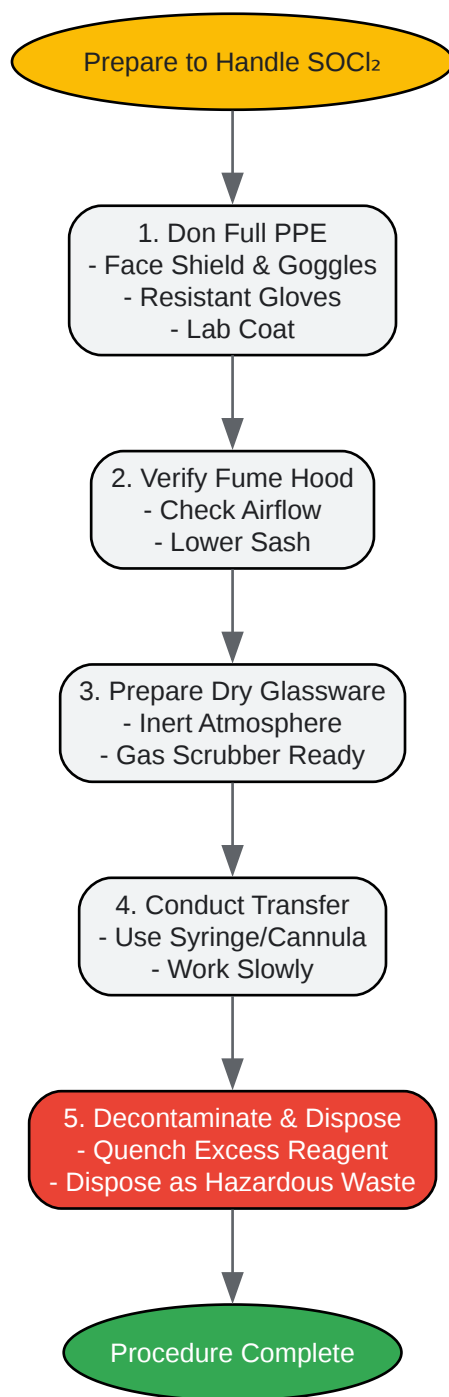 Prepare to Handle SOCl₂
1. Don Full PPE
- Face Shield & Goggles
- Resistant Gloves
- Lab Coat
2. Verify Fume Hood
- Check Airflow
- Lower Sash
3. Prepare Dry Glassware
- Inert Atmosphere
- Gas Scrubber Ready
4. Conduct Transfer
- Use Syringe/Cannula
- Work Slowly
5. Decontaminate & Dispose
- Quench Excess Reagent
- Dispose as Hazardous Waste
Procedure Complete